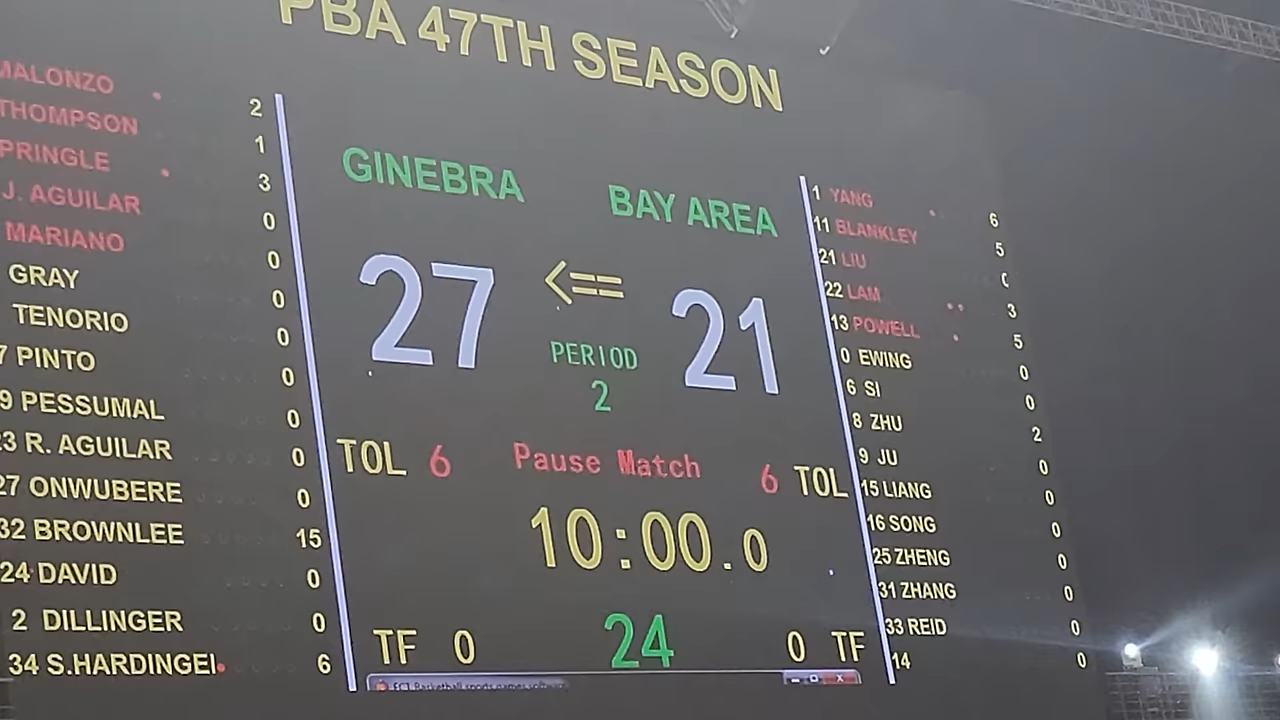 PBA 47TH SEASON
MALONZO 2
THOMPSON 1
PRINGLE 3
J. AGUILAR 0
MARIANO 0
GRAY 0
TENORIO 0
7 PINTO 0
9 PESSUMAL 0
23 R. AGUILAR 0
27 ONWUBERE 0
32 BROWNLEE 15
24 DAVID 0
2 DILLINGER 0
34 S.HARDINGEI 6
GINEBRA BAY AREA
27 <== 21
PERIOD
2
TOL 6 Pause Match 6 TOL
10:00.0
TF 0 24 0 TF
Basketball sports games software
1 YANG 6
11 BLANKLEY 5
21 LIU 0
22 LAM 3
13 POWELL 5
0 EWING 0
6 SI 0
8 ZHU 2
9 JU 0
15 LIANG 0
16 SONG 0
25 ZHENG 0
31 ZHANG 0
33 REID 0
14 0